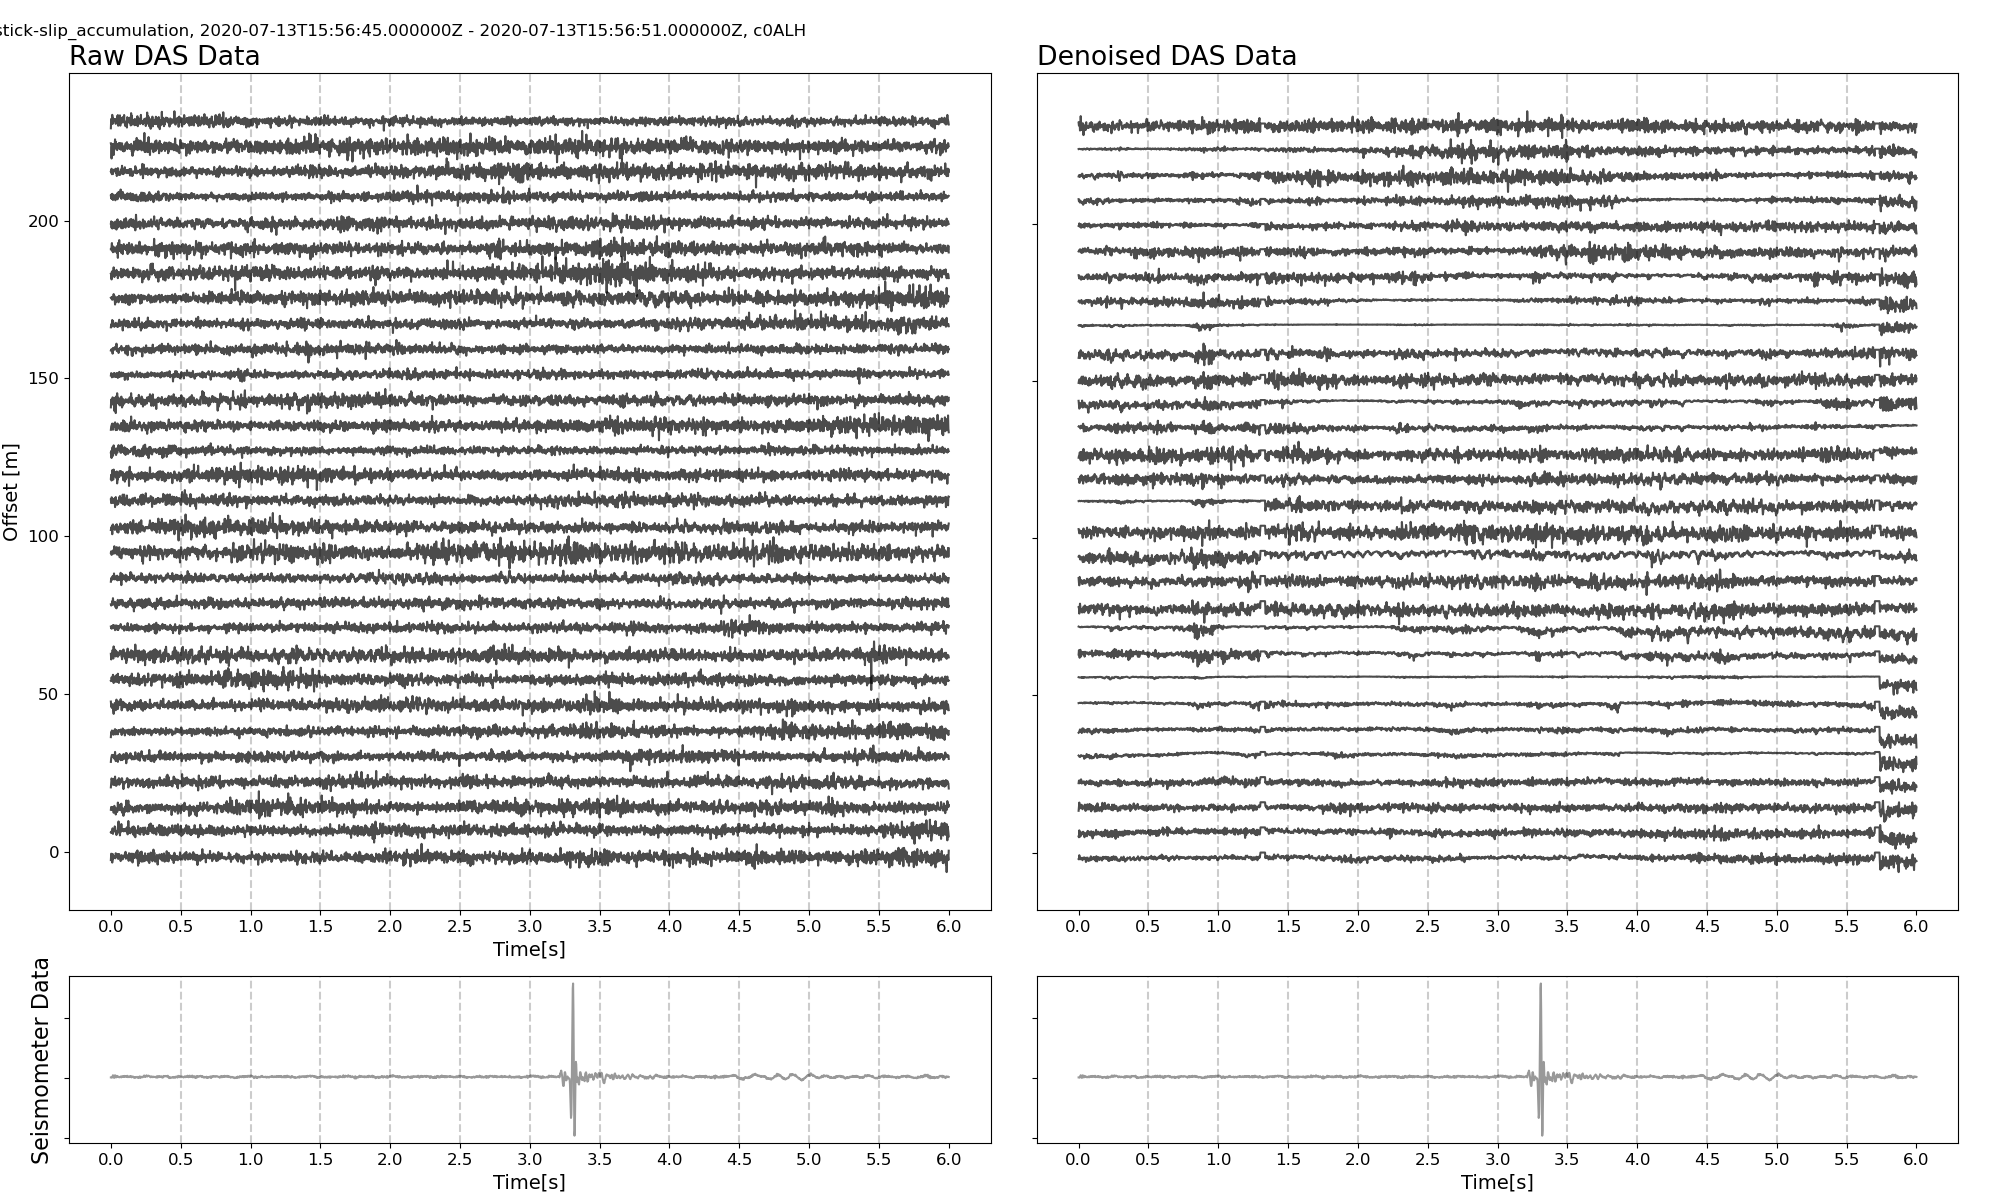 stick-slip_accumulation, 2020-07-13T15:56:45.000000Z - 2020-07-13T15:56:51.000000Z, c0ALH
Raw DAS Data
Denoised DAS Data
Offset [m]
200
150
100
50
0
0.0 0.5 1.0 1.5 2.0 2.5 3.0 3.5 4.0 4.5 5.0 5.5 6.0
Time[s]
0.0 0.5 1.0 1.5 2.0 2.5 3.0 3.5 4.0 4.5 5.0 5.5 6.0
Seismometer Data
0.0 0.5 1.0 1.5 2.0 2.5 3.0 3.5 4.0 4.5 5.0 5.5 6.0
Time[s]
0.0 0.5 1.0 1.5 2.0 2.5 3.0 3.5 4.0 4.5 5.0 5.5 6.0
Time[s]